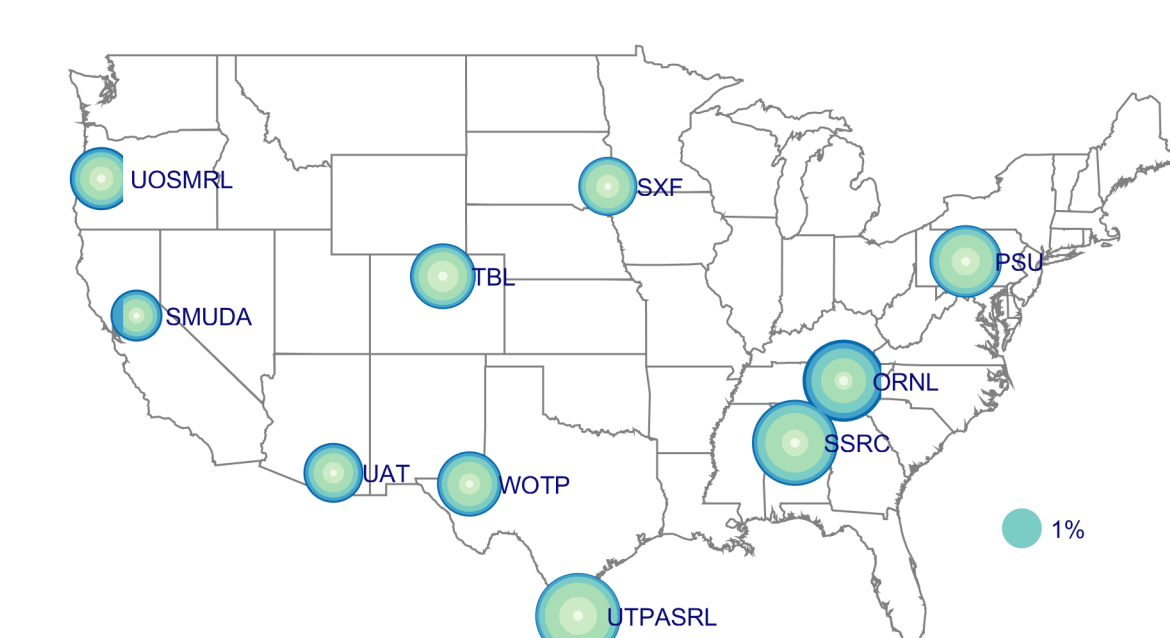 UOSMRL
SXF
PSU
TBL
SMUDA
ORNL
SSRC
UAT
WOTP
1%
UTPASRL